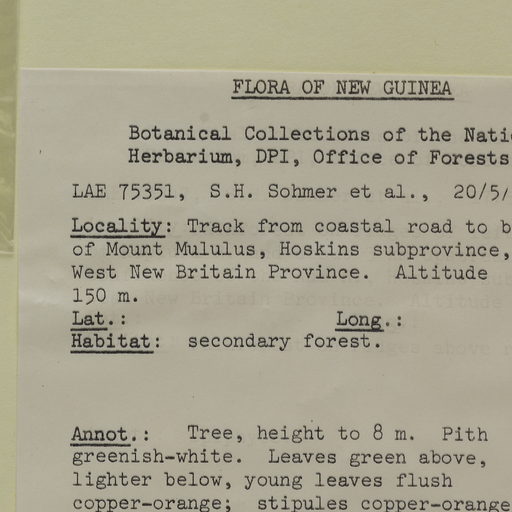 FLORA OF NEW GUINEA
Botanical Collections of the
Herbarium, DPI, Office of Forests
LAE 75351, S.H. Sohmer et al., 20/5/
Locality: Track from coastal road to
of Mount Mululus, Hoskins subprovince,
West New Britain Province. Altitude
150 m.
Lat.: Long.:
Habitat: secondary forest.
Annot.: Tree, height to 8 m. Pith
greenish-white. Leaves green above,
lighter below, young leaves flush
copper-orange; stipules copper-orange